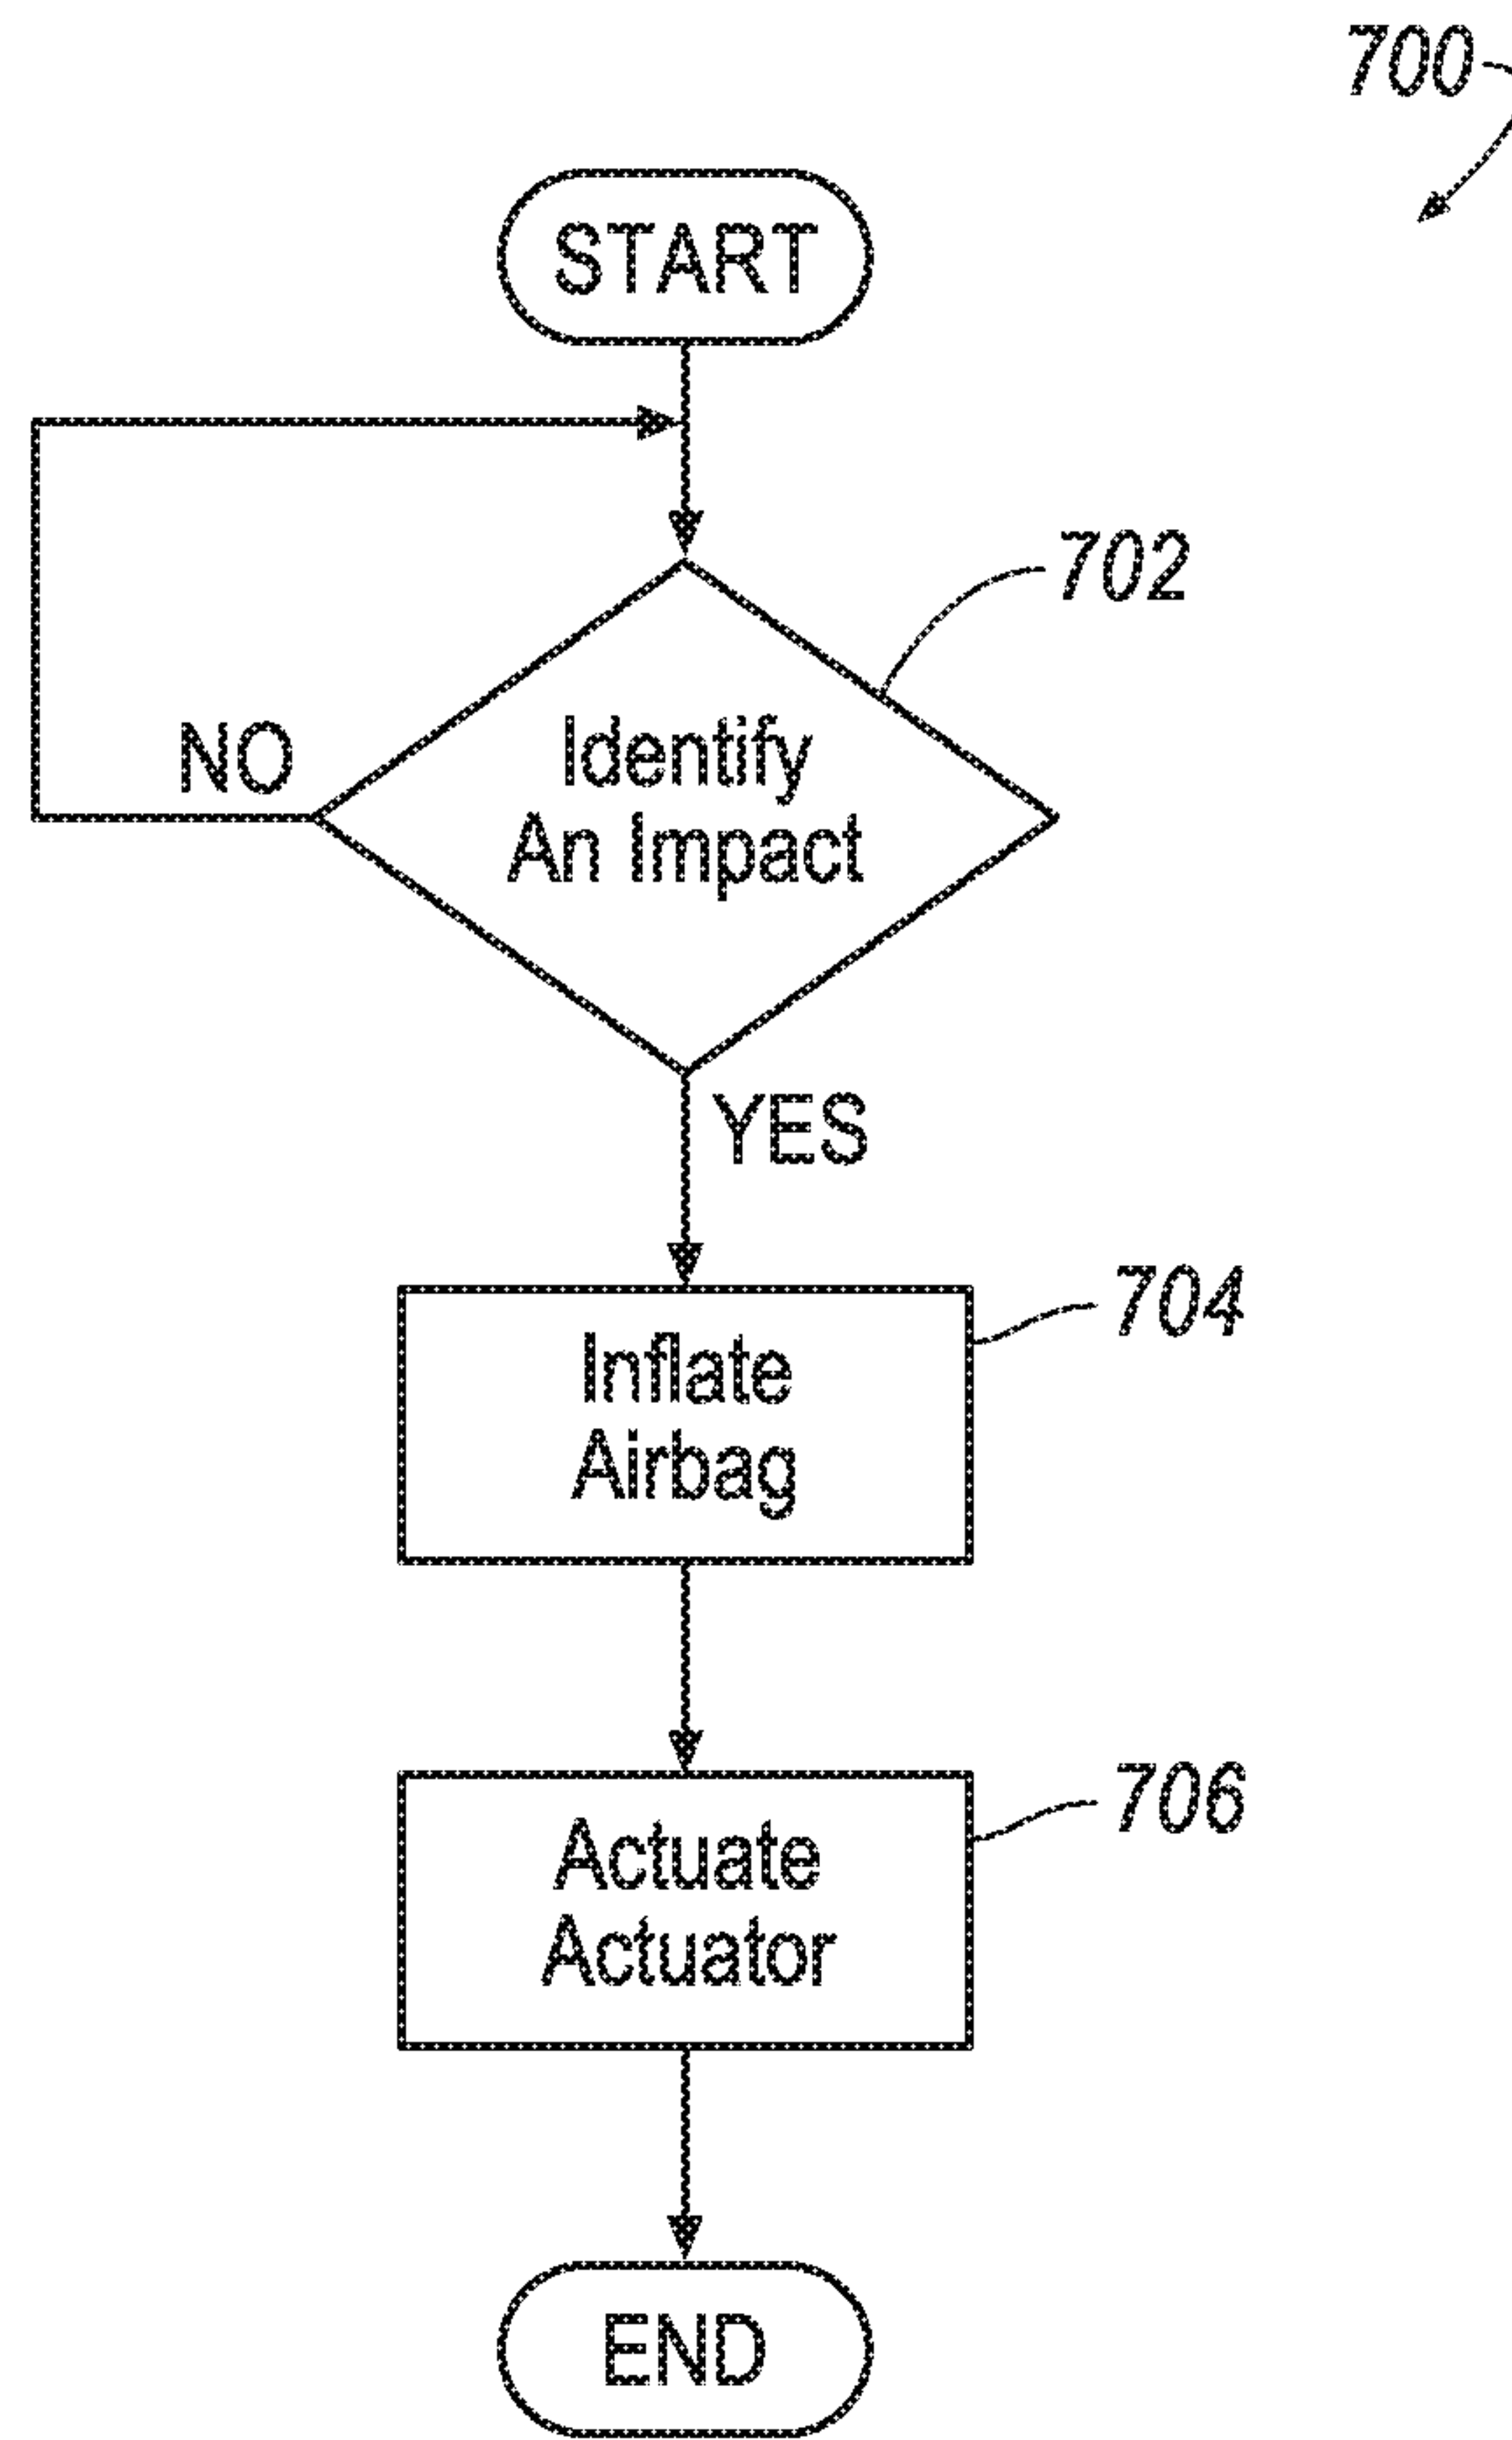 700
START
702
Identify
An Impact
NO
YES
704
Inflate
Airbag
706
Actuate
Actuator
END